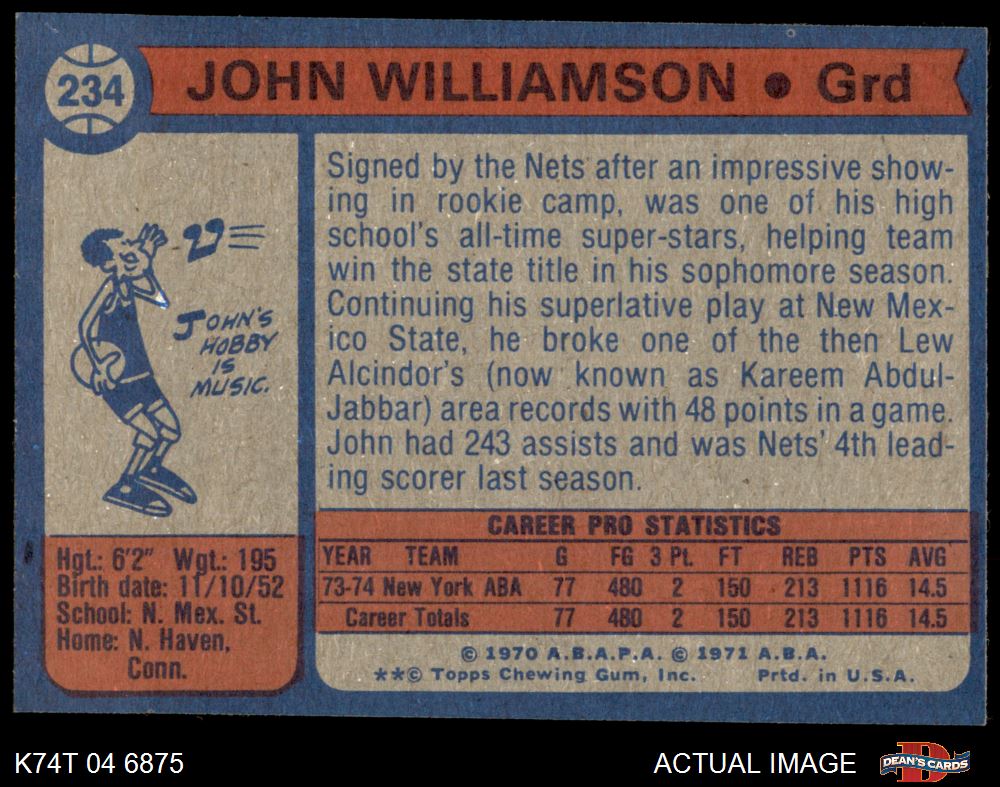 234
JOHN WILLIAMSON • Grd
Signed by the Nets after an impressive show-
ing in rookie camp, was one of his high
school's all-time super-stars, helping team
win the state title in his sophomore season.
Continuing his superlative play at New Mex-
ico State, he broke one of the then Lew
Alcindor's (now known as Kareem Abdul-
Jabbar) area records with 48 points in a game.
John had 243 assists and was Nets' 4th lead-
ing scorer last season.
JOHN'S
HOBBY
IS
MUSIC.
Hgt.: 6'2" Wgt.: 195
Birth date: 11/10/52
School: N. Mex. St.
Home: N. Haven,
Conn.
CAREER PRO STATISTICS
YEAR TEAM G FG 3 Pt. FT REB PTS AVG
73-74 New York ABA 77 480 2 150 213 1116 14.5
Career Totals 77 480 2 150 213 1116 14.5
© 1970 A.B.A.P.A. © 1971 A.B.A.
**© Topps Chewing Gum, Inc. Prtd. in U.S.A.
K74T 04 6875
ACTUAL IMAGE
DEAN'S CARDS